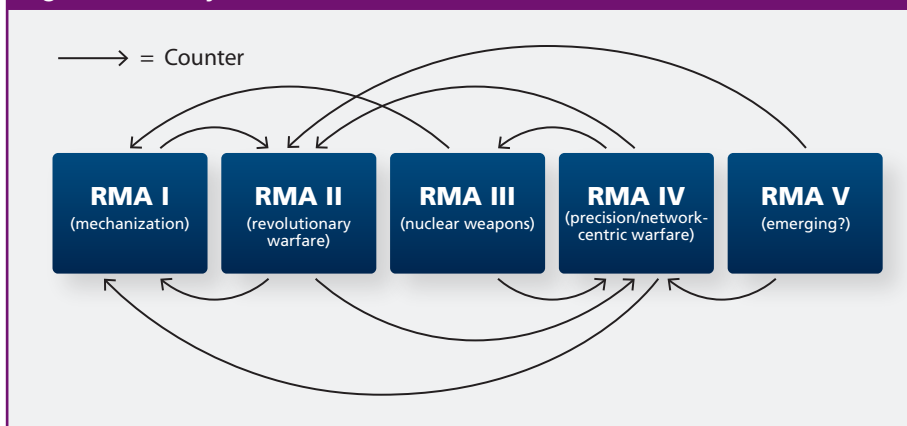 = Counter
RMA I
(mechanization)
RMA II
(revolutionary
warfare)
RMA III
(nuclear weapons)
RMA IV
(precision/network-
centric warfare)
RMA V
(emerging?)